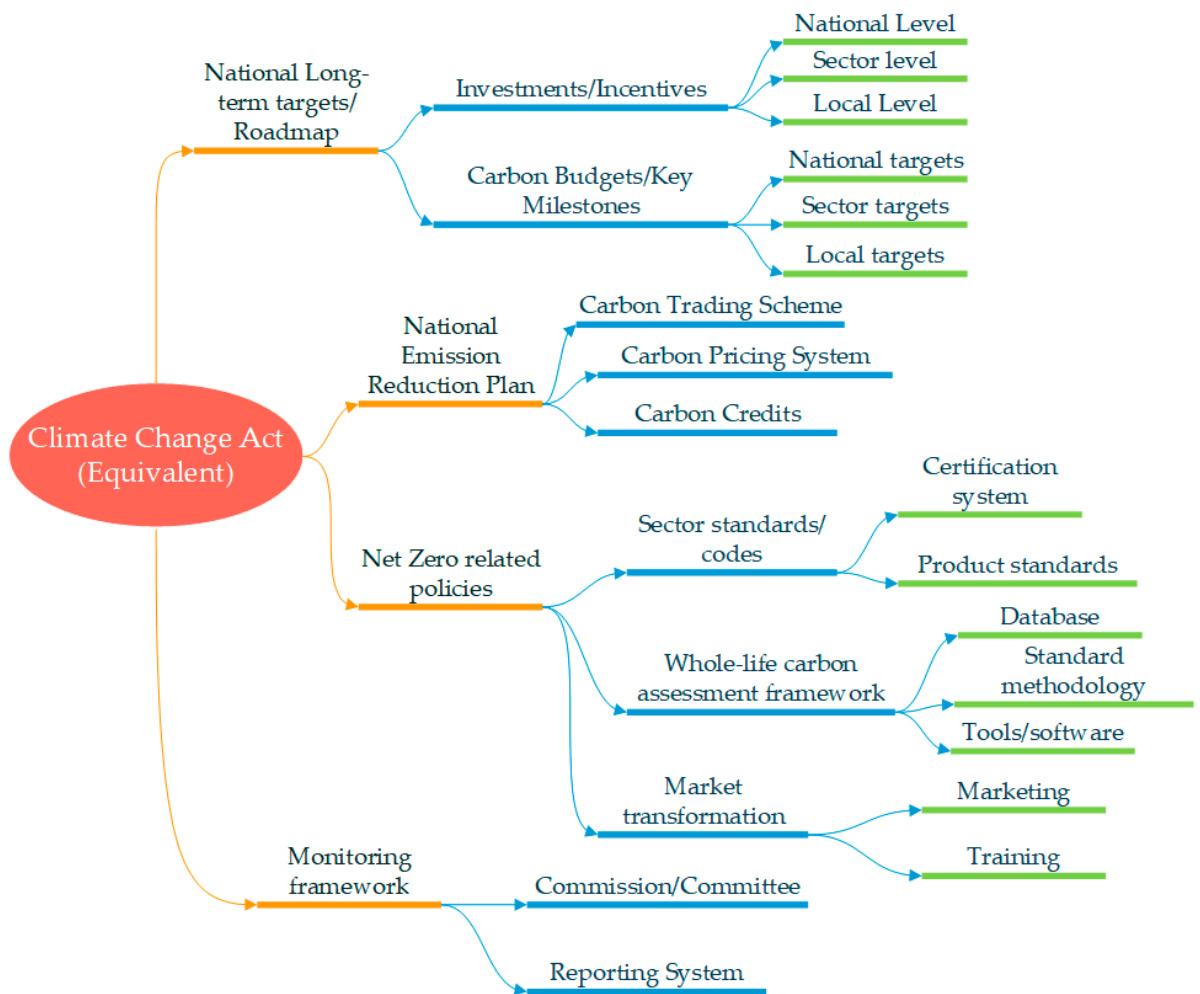 National Level
Sector level
Local Level
National Long-
term targets/
Roadmap
Investments/Incentives
Carbon Budgets/Key
Milestones
National targets
Sector targets
Local targets
Carbon Trading Scheme
National
Emission
Reduction Plan
Carbon Pricing System
Carbon Credits
Climate Change Act
(Equivalent)
Net Zero related
policies
Sector standards/
codes
Certification
system
Product standards
Whole-life carbon
assessment framework
Database
Standard
methodology
Tools/software
Market
transformation
Marketing
Training
Monitoring
framework
Commission/Committee
Reporting System